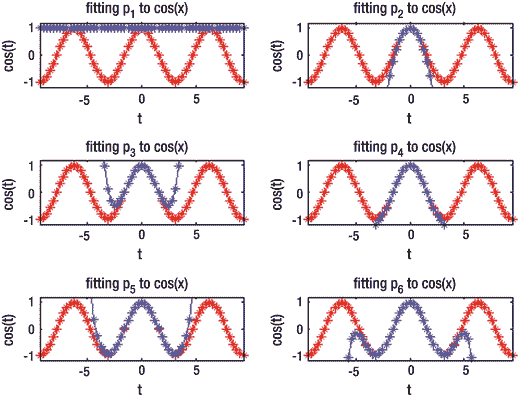 fitting p1 to cos(x)
cos(t)
1
0
-1
-5
0
5
t
fitting p2 to cos(x)
cos(t)
1
0
-1
-5
0
5
t
fitting p3 to cos(x)
cos(t)
1
0
-1
-5
0
5
t
fitting p4 to cos(x)
cos(t)
1
0
-1
-5
0
5
t
fitting p5 to cos(x)
cos(t)
1
0
-1
-5
0
5
t
fitting p6 to cos(x)
cos(t)
1
0
-1
-5
0
5
t